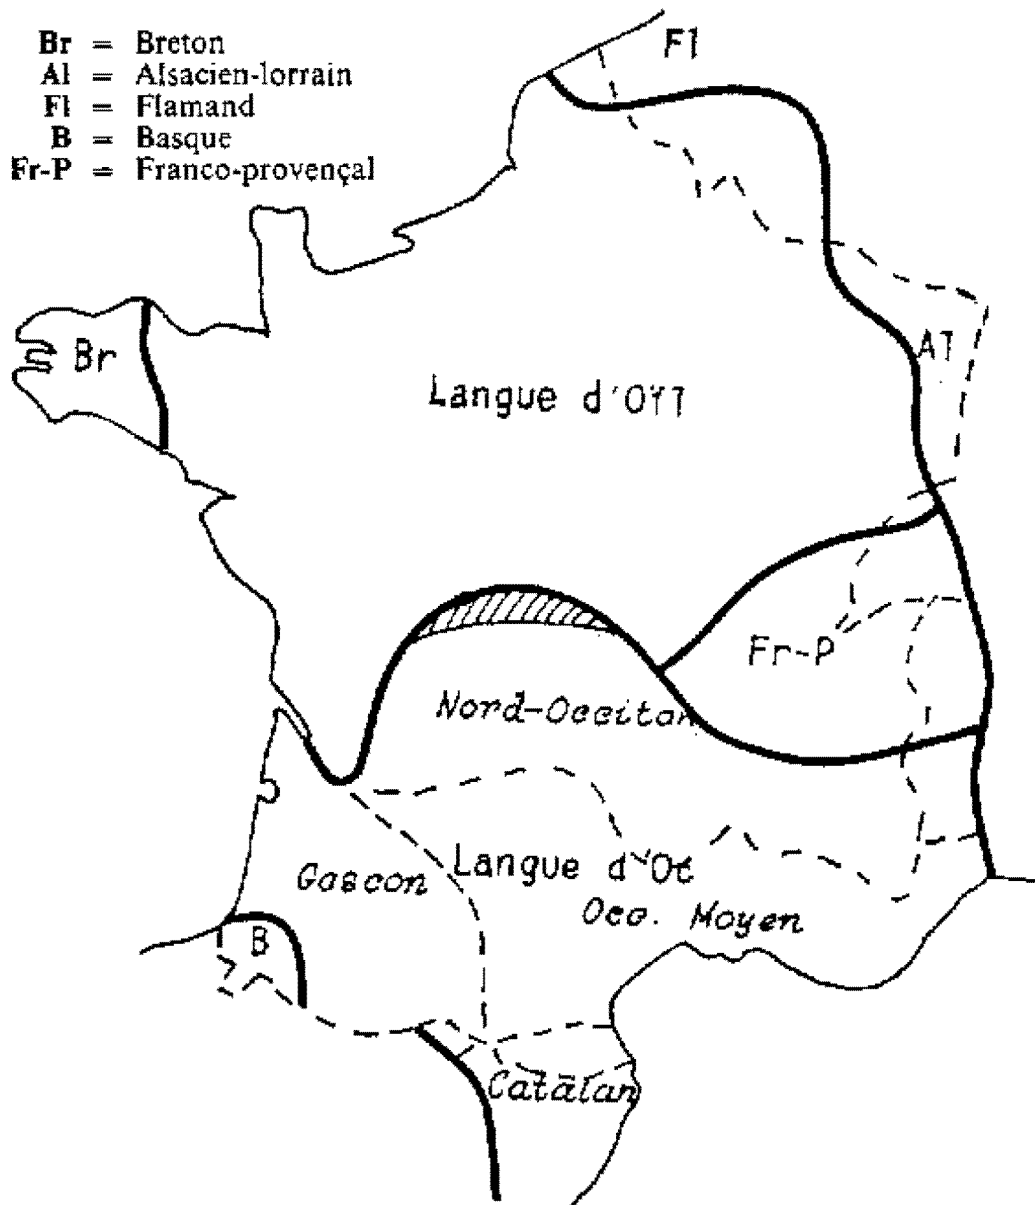 Br = Breton
Al = Alsacien-lorrain
Fl = Flamand
B = Basque
Fr-P = Franco-provençal
Fl
Br
Al
Langue d'Oïl
Fr-P
Nord-Occitan
Langue d'Oc
Gascon
Occ. Moyen
B
Catalan